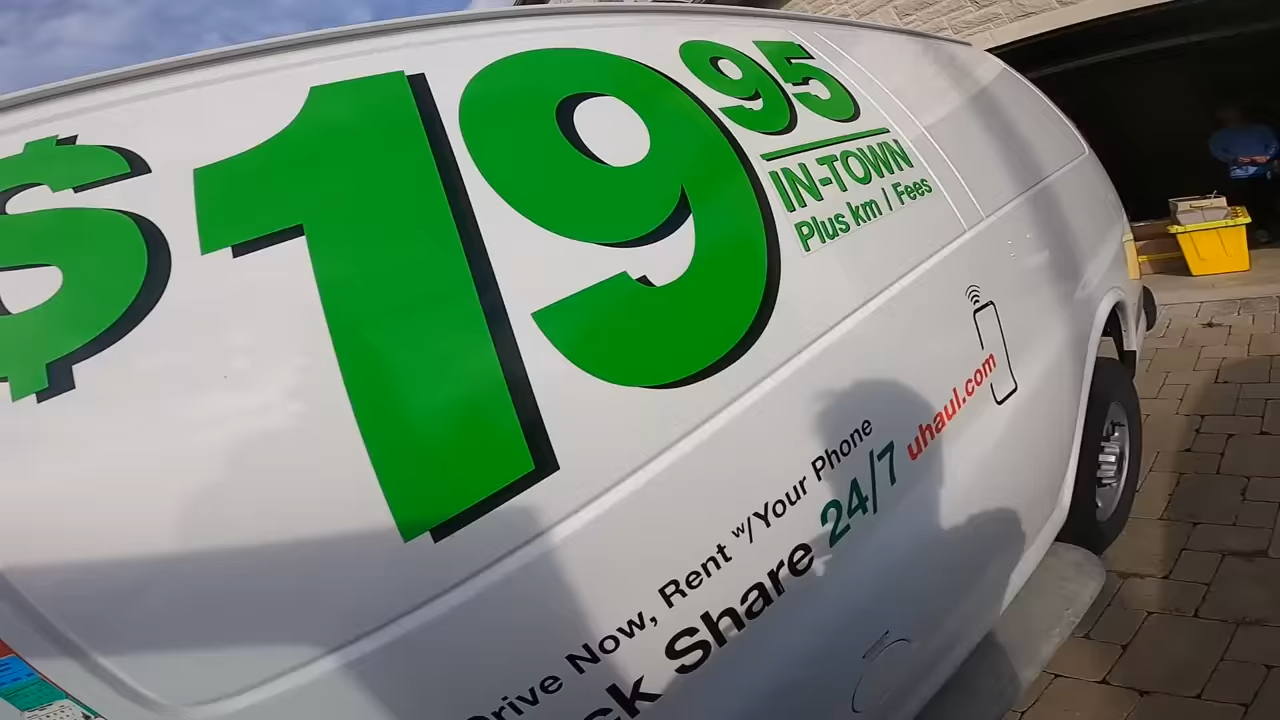 $19 95
IN-TOWN
Plus km / Fees
Drive Now, Rent w/Your Phone
Share 24/7 uhaul.com